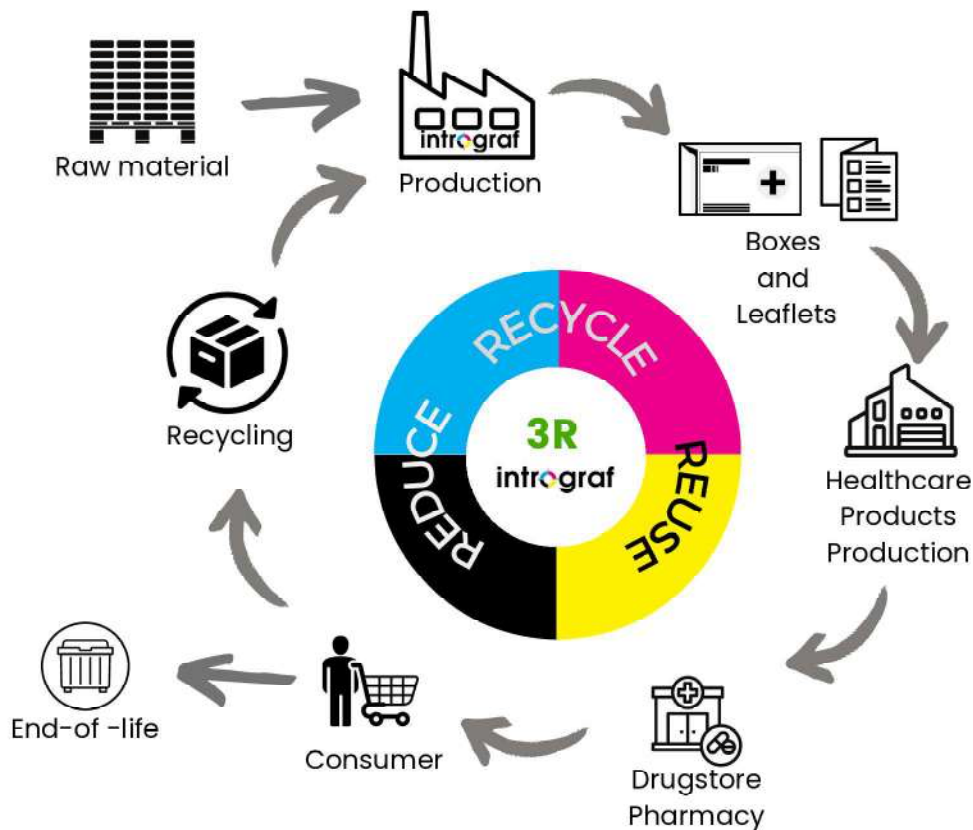 Raw material
intrograf
Production
Boxes
and
Leaflets
Healthcare
Products
Production
Drugstore
Pharmacy
Consumer
End-of -life
Recycling
RECYCLE
REUSE
REDUCE
3R
intrograf